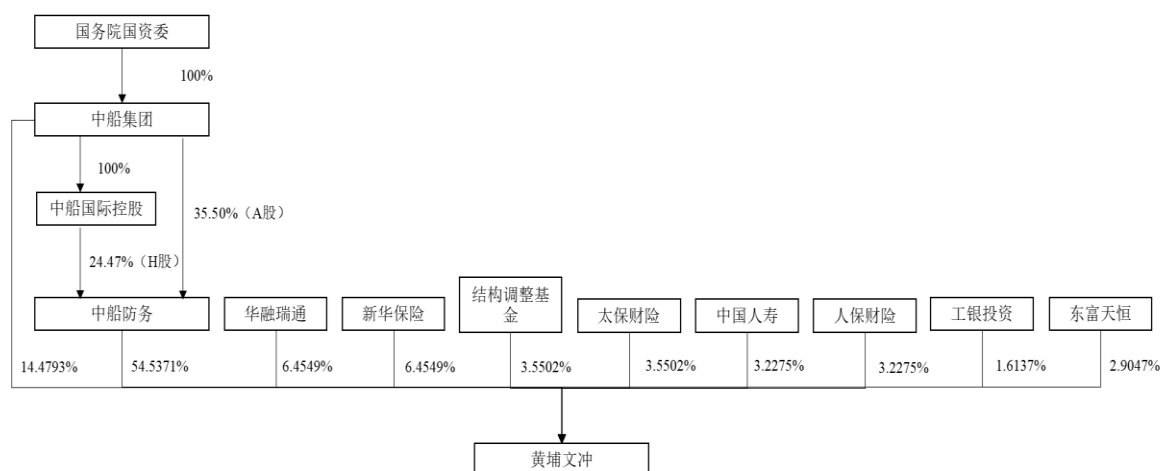 国务院国资委
100%
中船集团
100%
中船国际控股
35.50%（A股）
24.47%（H股）
中船防务
华融瑞通
新华保险
结构调整基
金
太保财险
中国人寿
人保财险
工银投资
东富天恒
14.4793%
54.5371%
6.4549%
6.4549%
3.5502%
3.5502%
3.2275%
3.2275%
1.6137%
2.9047%
黄埔文冲